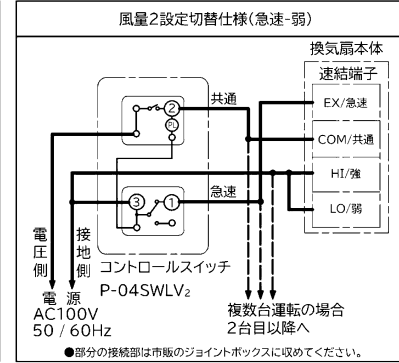 風量2設定切替仕様(急速-弱)
換気扇本体
速結端子
共通
EX/急速
COM/共通
HI/強
LO/弱
②
PL
急速
③
①
電圧側
接地側
コントロールスイッチ
P-04SWLV₂
電源
AC100V
50 / 60Hz
複数台運転の場合
2台目以降へ
●部分の接続部は市販のジョイントボックスに収めてください。